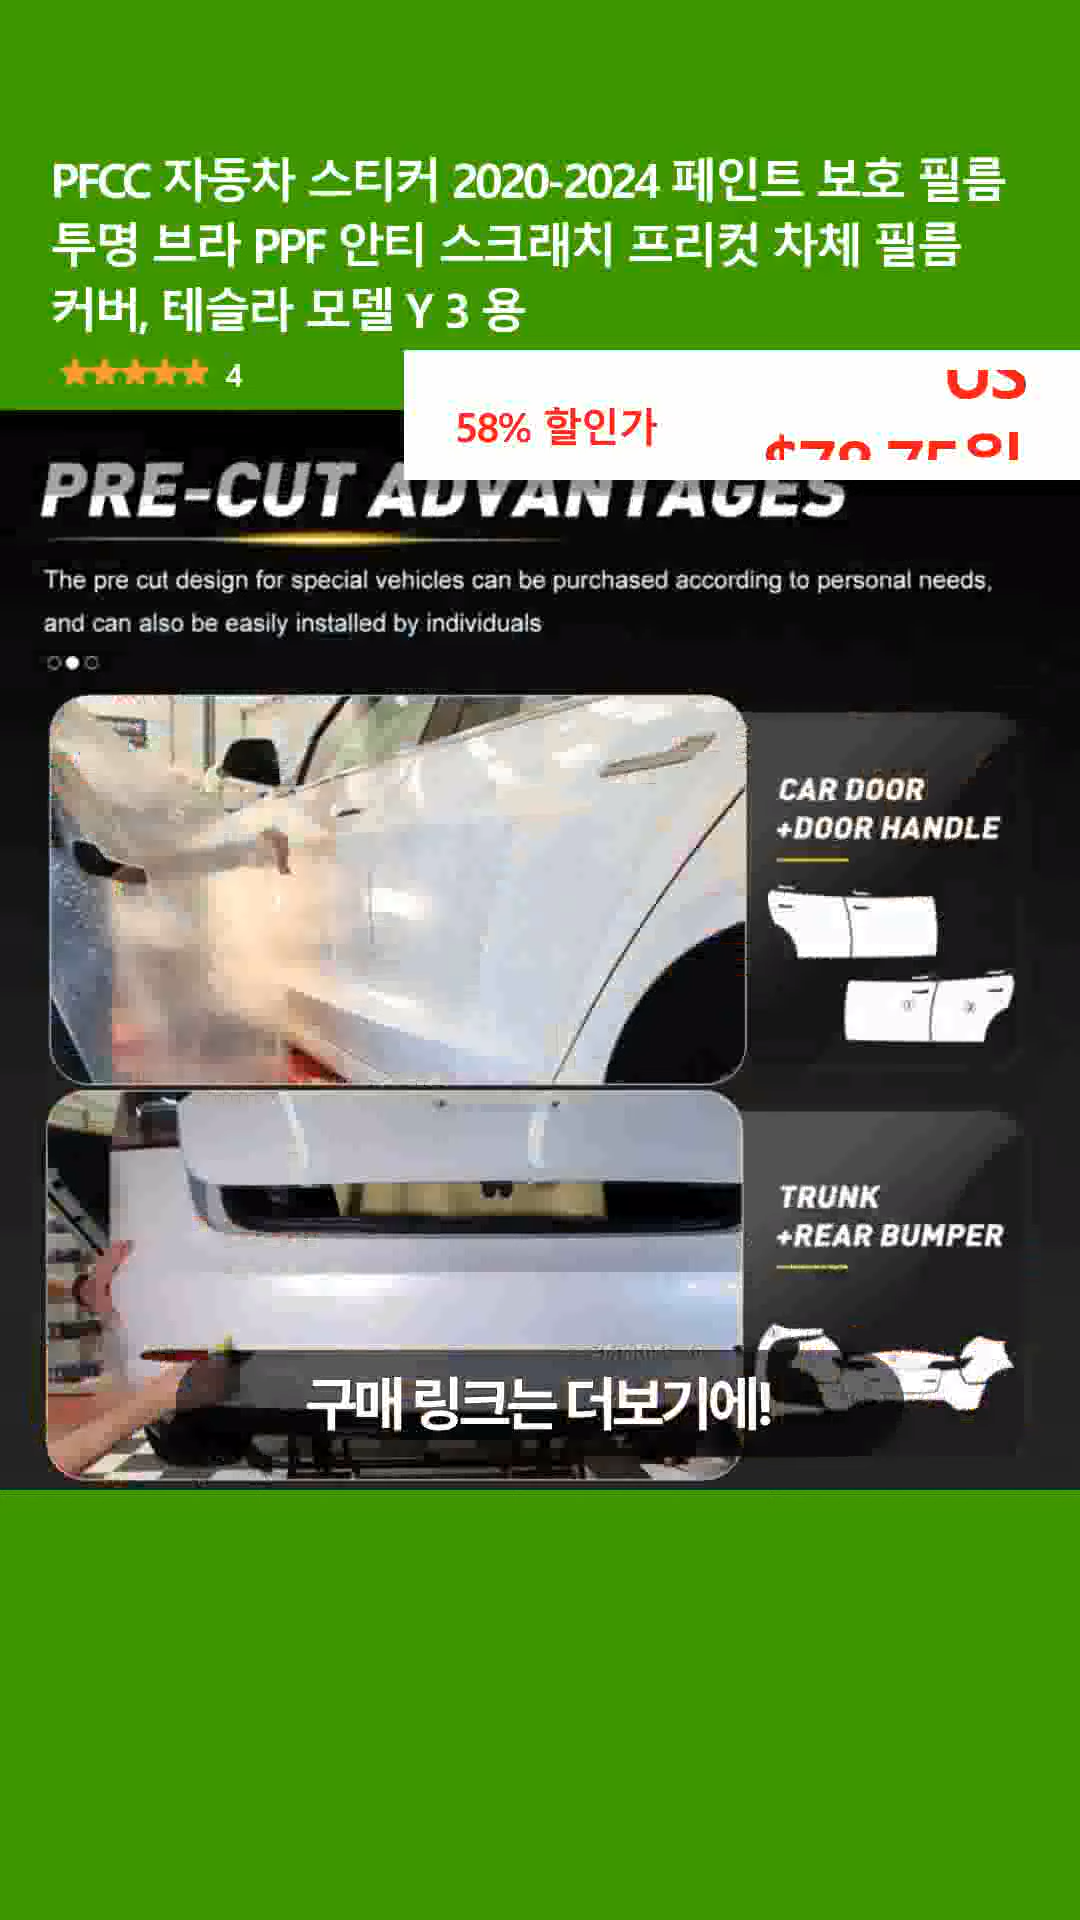 PFCC 자동차 스티커 2020-2024 페인트 보호 필름
투명 브라 PPF 안티 스크래치 프리컷 차체 필름
커버, 테슬라 모델 Y 3 용
4
58% 할인가
US
PRE-CUT ADVANTAGES
The pre cut design for special vehicles can be purchased according to personal needs,
and can also be easily installed by individuals
CAR DOOR
+DOOR HANDLE
TRUNK
+REAR BUMPER
구매 링크는 더보기에!